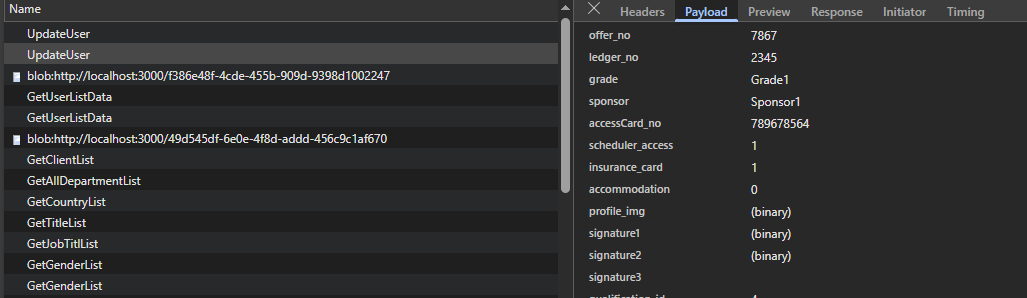 Name
UpdateUser
UpdateUser
blob:http://localhost:3000/f386e48f-4cde-455b-909d-9398d1002247
GetUserListData
GetUserListData
blob:http://localhost:3000/49d545df-6e0e-4f8d-addd-456c9c1af670
GetClientList
GetAllDepartmentList
GetCountryList
GetTitleList
GetJobTitlList
GetGenderList
GetGenderList
Headers Payload Preview Response Initiator Timing
offer_no 7867
ledger_no 2345
grade Grade1
sponsor Sponsor1
accessCard_no 789678564
scheduler_access 1
insurance_card 1
accommodation 0
profile_img (binary)
signature1 (binary)
signature2 (binary)
signature3